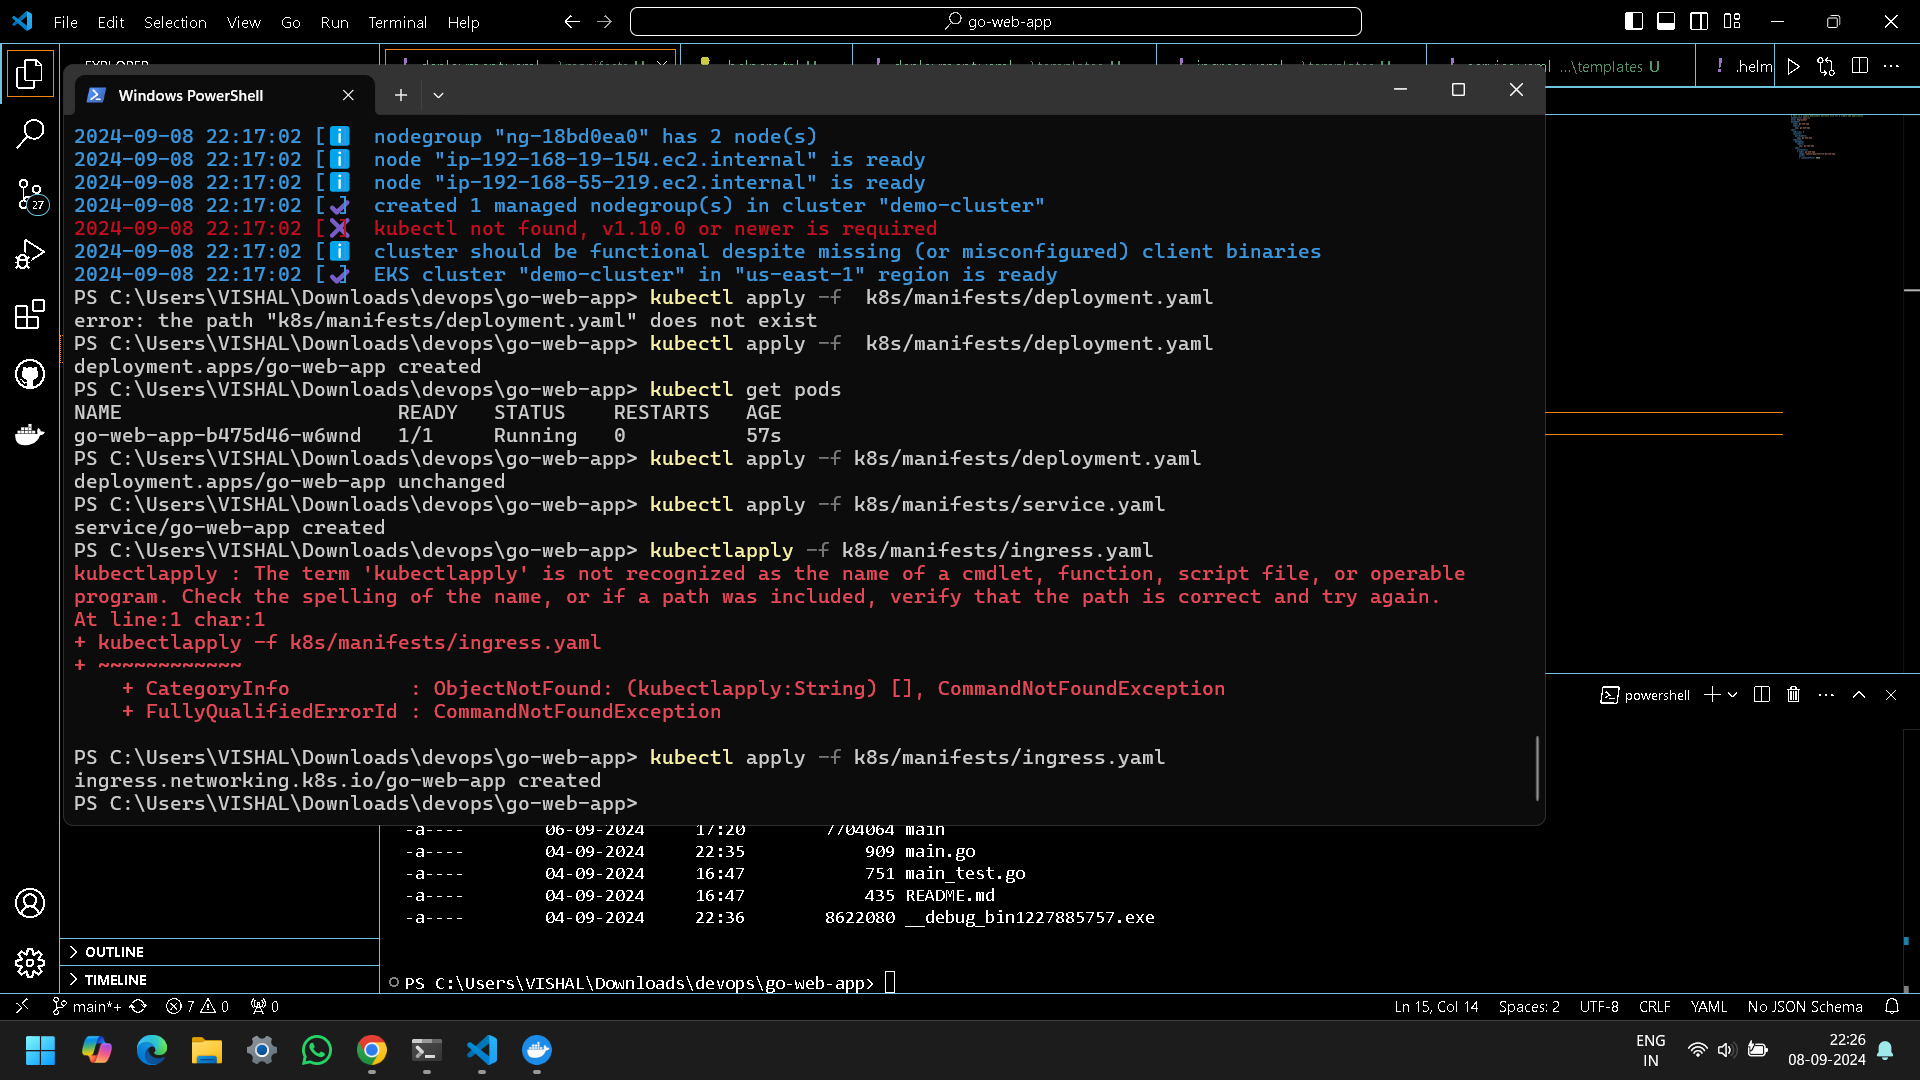 File Edit Selection View Go Run Terminal Help
go-web-app
Windows PowerShell
...\templates U
.helm
2024-09-08 22:17:02 [ℹ]  nodegroup "ng-18bd0ea0" has 2 node(s)
2024-09-08 22:17:02 [ℹ]  node "ip-192-168-19-154.ec2.internal" is ready
2024-09-08 22:17:02 [ℹ]  node "ip-192-168-55-219.ec2.internal" is ready
2024-09-08 22:17:02 [✔]  created 1 managed nodegroup(s) in cluster "demo-cluster"
2024-09-08 22:17:02 [✖]  kubectl not found, v1.10.0 or newer is required
2024-09-08 22:17:02 [ℹ]  cluster should be functional despite missing (or misconfigured) client binaries
2024-09-08 22:17:02 [✔]  EKS cluster "demo-cluster" in "us-east-1" region is ready
PS C:\Users\VISHAL\Downloads\devops\go-web-app> kubectl apply -f  k8s/manifests/deployment.yaml
error: the path "k8s/manifests/deployment.yaml" does not exist
PS C:\Users\VISHAL\Downloads\devops\go-web-app> kubectl apply -f  k8s/manifests/deployment.yaml
deployment.apps/go-web-app created
PS C:\Users\VISHAL\Downloads\devops\go-web-app> kubectl get pods
NAME                       READY   STATUS    RESTARTS   AGE
go-web-app-b475d46-w6wnd   1/1     Running   0          57s
PS C:\Users\VISHAL\Downloads\devops\go-web-app> kubectl apply -f k8s/manifests/deployment.yaml
deployment.apps/go-web-app unchanged
PS C:\Users\VISHAL\Downloads\devops\go-web-app> kubectl apply -f k8s/manifests/service.yaml
service/go-web-app created
PS C:\Users\VISHAL\Downloads\devops\go-web-app> kubectlapply -f k8s/manifests/ingress.yaml
kubectlapply : The term 'kubectlapply' is not recognized as the name of a cmdlet, function, script file, or operable
program. Check the spelling of the name, or if a path was included, verify that the path is correct and try again.
At line:1 char:1
+ kubectlapply -f k8s/manifests/ingress.yaml
+ ~~~~~~~~~~~~
    + CategoryInfo          : ObjectNotFound: (kubectlapply:String) [], CommandNotFoundException
    + FullyQualifiedErrorId : CommandNotFoundException
PS C:\Users\VISHAL\Downloads\devops\go-web-app> kubectl apply -f k8s/manifests/ingress.yaml
ingress.networking.k8s.io/go-web-app created
PS C:\Users\VISHAL\Downloads\devops\go-web-app>
powershell
-a----        06-09-2024     17:20        7704064 main
-a----        04-09-2024     22:35            909 main.go
-a----        04-09-2024     16:47            751 main_test.go
-a----        04-09-2024     16:47            435 README.md
-a----        04-09-2024     22:36        8622080 __debug_bin1227885757.exe
PS C:\Users\VISHAL\Downloads\devops\go-web-app>
27
OUTLINE
TIMELINE
main*+ 7 0 0
Ln 15, Col 14 Spaces: 2 UTF-8 CRLF YAML No JSON Schema
ENG
IN
22:26
08-09-2024